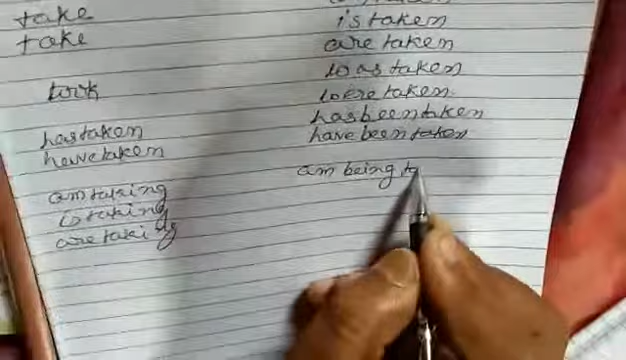 take
is taken
take
are taken
was taken
took
were taken
has been taken
has taken
have been taken
have taken
am being ta
am taking
is taking
are taking